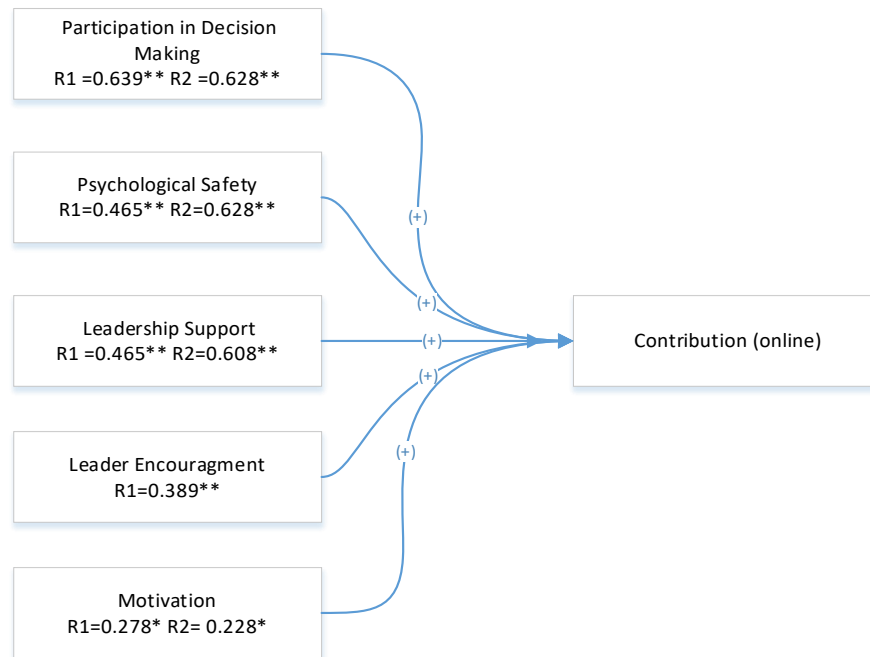 Participation in Decision
Making
R1 =0.639** R2 =0.628**
(+)
Psychological Safety
R1=0.465** R2=0.628**
(+)
Leadership Support
R1 =0.465** R2=0.608**
(+)
Contribution (online)
(+)
Leader Encouragment
R1=0.389**
(+)
Motivation
R1=0.278* R2= 0.228*